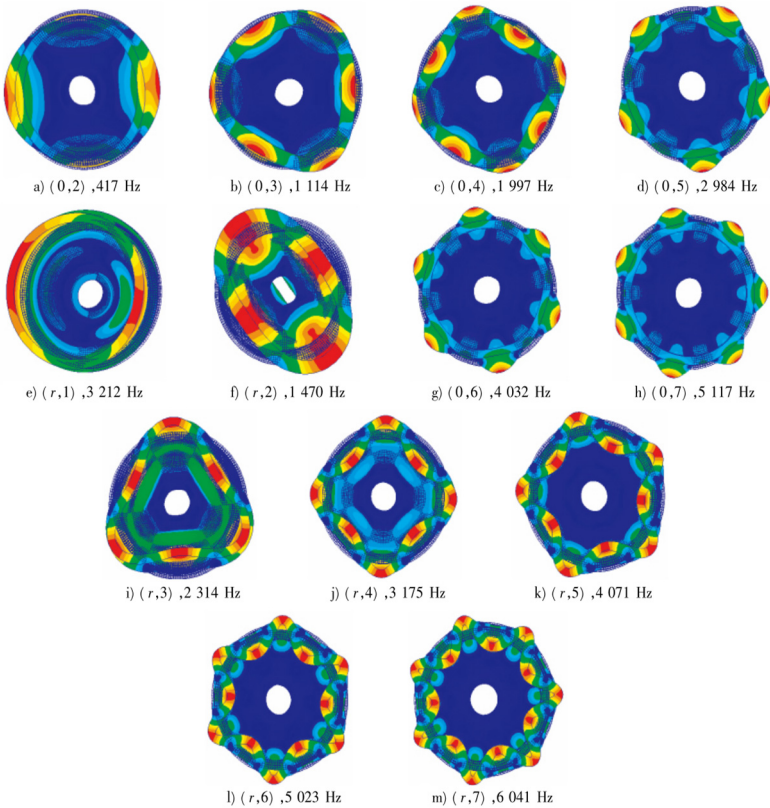 a) (0,2) ,417 Hz
b) (0,3) ,1 114 Hz
c) (0,4) ,1 997 Hz
d) (0,5) ,2 984 Hz
e) (r,1) ,3 212 Hz
f) (r,2) ,1 470 Hz
g) (0,6) ,4 032 Hz
h) (0,7) ,5 117 Hz
i) (r,3) ,2 314 Hz
j) (r,4) ,3 175 Hz
k) (r,5) ,4 071 Hz
l) (r,6) ,5 023 Hz
m) (r,7) ,6 041 Hz